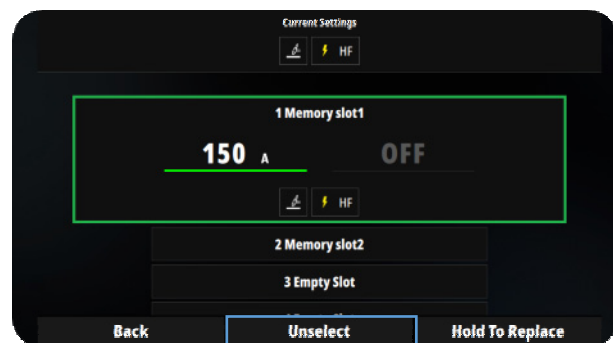 Current Settings
HF
1 Memory slot1
150 A OFF
HF
2 Memory slot2
3 Empty Slot
Back Unselect Hold To Replace